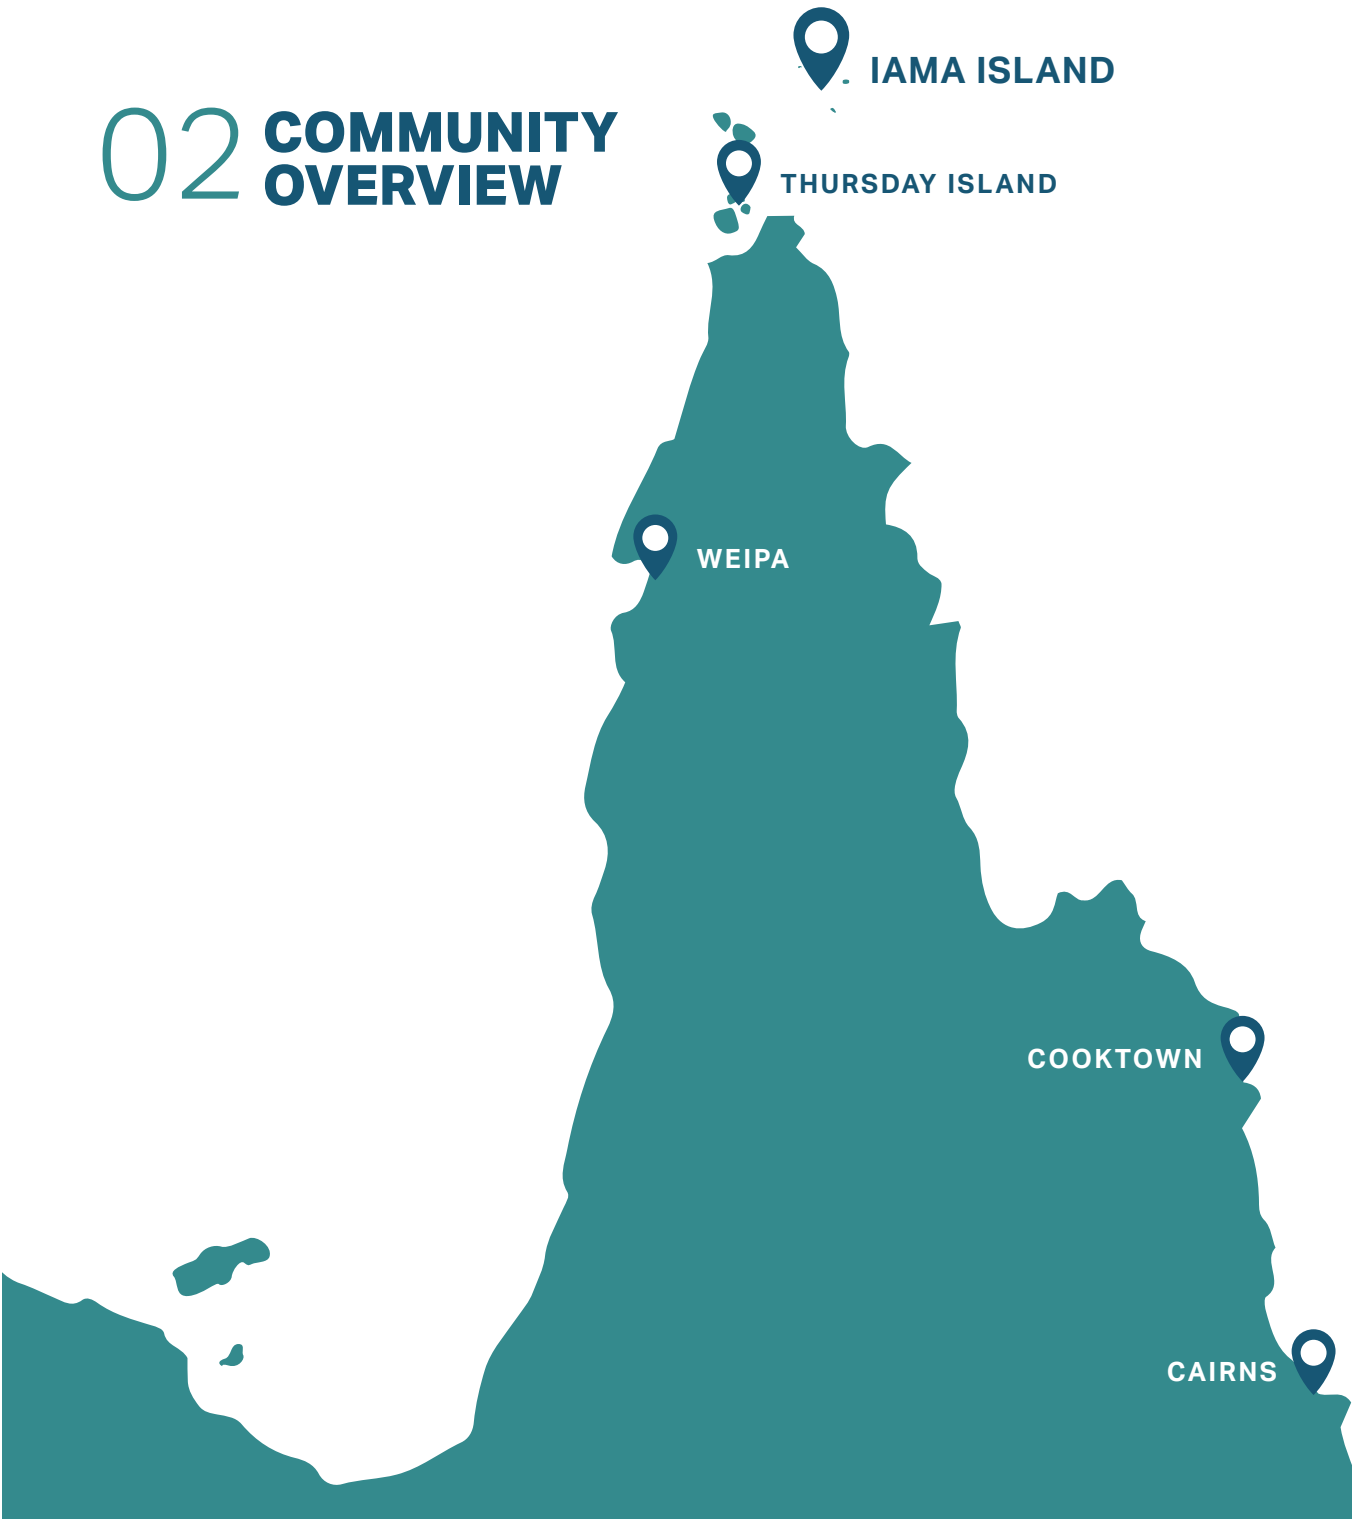 IAMA ISLAND
02 COMMUNITY
OVERVIEW
THURSDAY ISLAND
WEIPA
COOKTOWN
CAIRNS